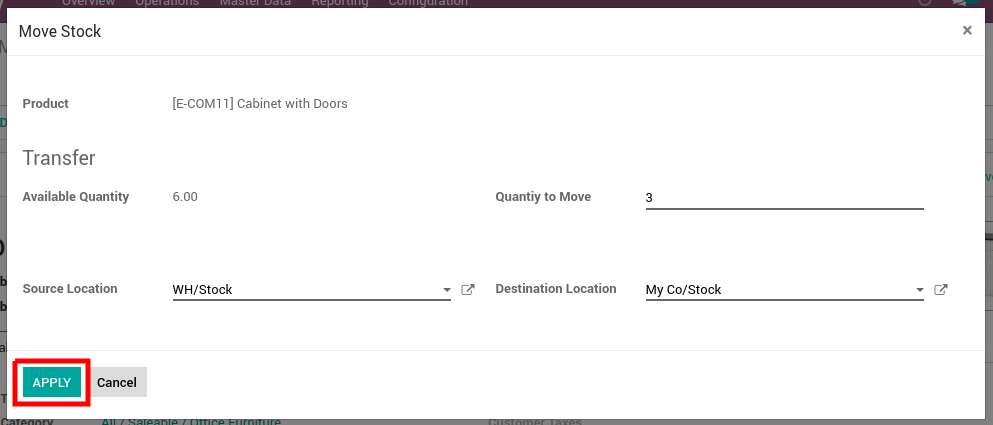 Overview Operations Master Data Reporting Configuration
Move Stock ×
Product [E-COM11] Cabinet with Doors
Transfer
Available Quantity 6.00 Quantiy to Move 3
Source Location WH/Stock Destination Location My Co/Stock
APPLY Cancel
Category All / Saleable / Office Furniture Customer Taxes